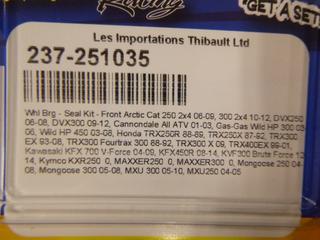 Racing
"GET A SET!
Les Importations Thibault Ltd
237-251035
Whl Brg - Seal Kit - Front Arctic Cat 250 2x4 06-09, 300 2x4 10-12, DVX250
06-08, DVX300 09-12, Cannondale All ATV 01-03, Gas-Gas Wild HP 300 03-
06, Wild HP 450 03-08, Honda TRX250R 88-89, TRX250X 87-92, TRX300
EX 93-08, TRX300 Fourtrax 300 88-92, TRX300 X 09, TRX400EX 99-01,
Kawasaki KFX 700 V-Force 04-09, KFX450R 08-14, KVF300 Brute Force 12
14, Kymco KXR250 0, MAXXER250 0, MAXXER300 0, Mongoose 250 04-
08, Mongoose 300 05-08, MXU 300 05-10, MXU250 04-05